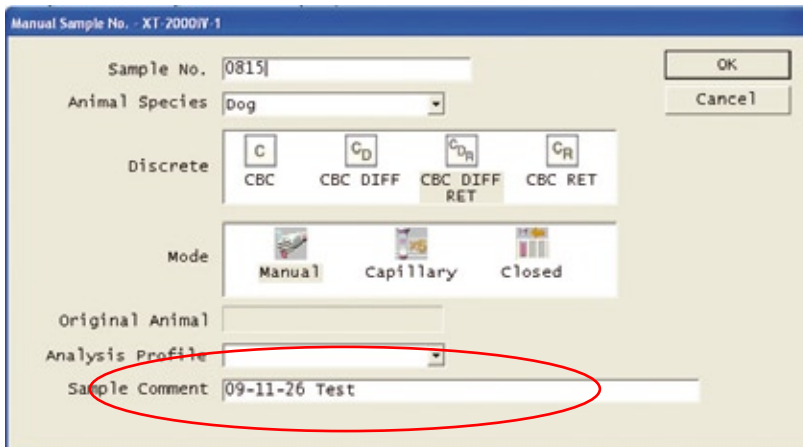 Manual Sample No. - XT-2000iV-1
Sample No. 0815 OK
Animal Species Dog Cancel
Discrete
C CD CDR CR
CBC CBC DIFF CBC DIFF RET CBC RET
Mode
X5
Manual Capillary Closed
Original Animal
Analysis Profile
Sample Comment 09-11-26 Test